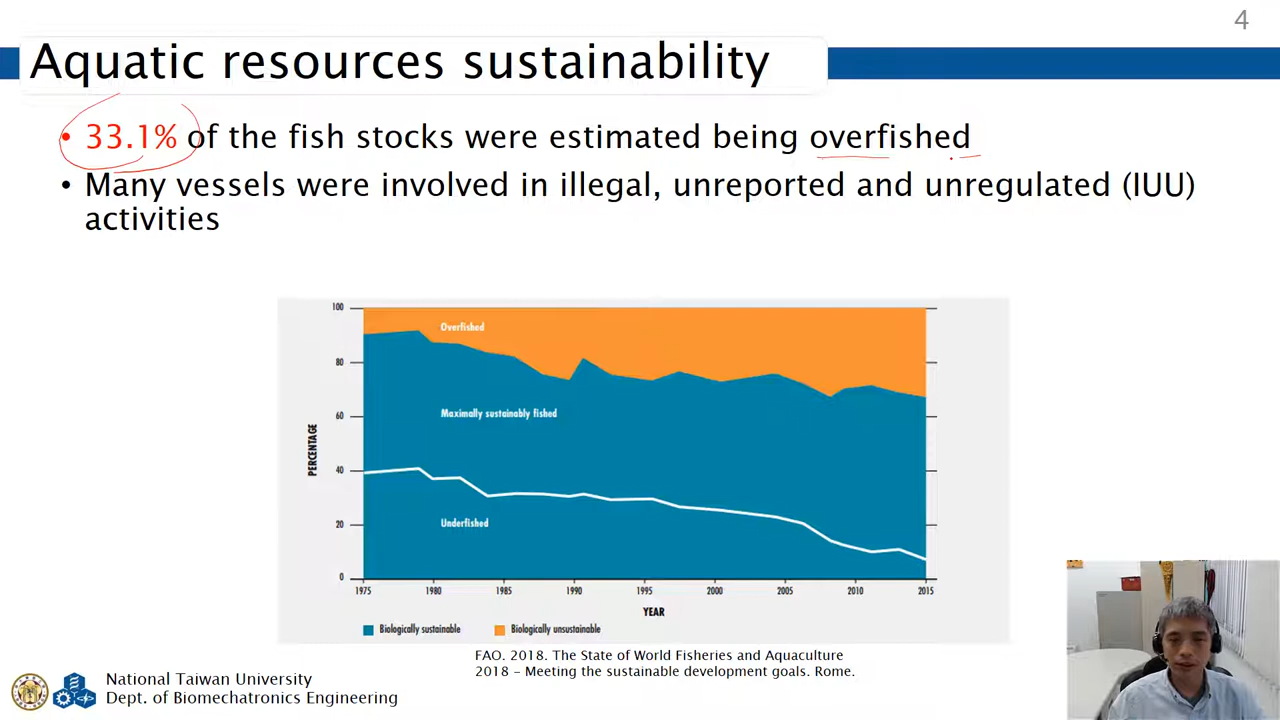 4
Aquatic resources sustainability
• 33.1% of the fish stocks were estimated being overfished
• Many vessels were involved in illegal, unreported and unregulated (IUU)
activities
100
80
60
40
20
0
PERCENTAGE
Overfished
Maximally sustainably fished
Underfished
1975 1980 1985 1990 1995 2000 2005 2010 2015
YEAR
Biologically sustainable Biologically unsustainable
FAO. 2018. The State of World Fisheries and Aquaculture
2018 – Meeting the sustainable development goals. Rome.
National Taiwan University
Dept. of Biomechatronics Engineering